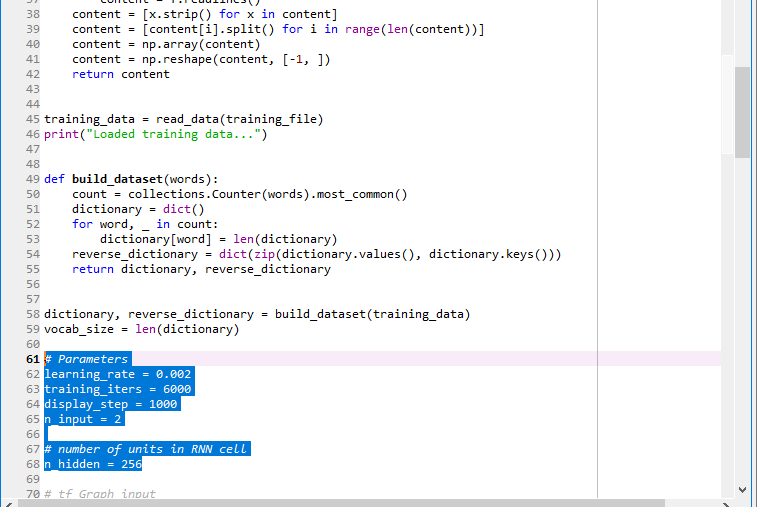 37 content = f.readlines()
38 content = [x.strip() for x in content]
39 content = [content[i].split() for i in range(len(content))]
40 content = np.array(content)
41 content = np.reshape(content, [-1, ])
42 return content
43
44
45 training_data = read_data(training_file)
46 print("Loaded training data...")
47
48
49 def build_dataset(words):
50 count = collections.Counter(words).most_common()
51 dictionary = dict()
52 for word, _ in count:
53 dictionary[word] = len(dictionary)
54 reverse_dictionary = dict(zip(dictionary.values(), dictionary.keys()))
55 return dictionary, reverse_dictionary
56
57
58 dictionary, reverse_dictionary = build_dataset(training_data)
59 vocab_size = len(dictionary)
60
61 # Parameters
62 learning_rate = 0.002
63 training_iters = 6000
64 display_step = 1000
65 n_input = 2
66
67 # number of units in RNN cell
68 n_hidden = 256
69
70 # tf Graph input